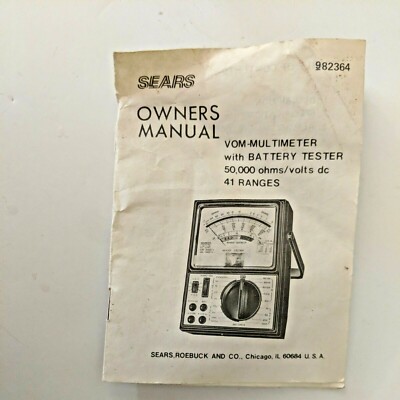 982364
SEARS
OWNERS
MANUAL
VOM-MULTIMETER
with BATTERY TESTER
50,000 ohms/volts dc
41 RANGES
SEARS,ROEBUCK AND CO., Chicago, IL 60684 U.S.A.